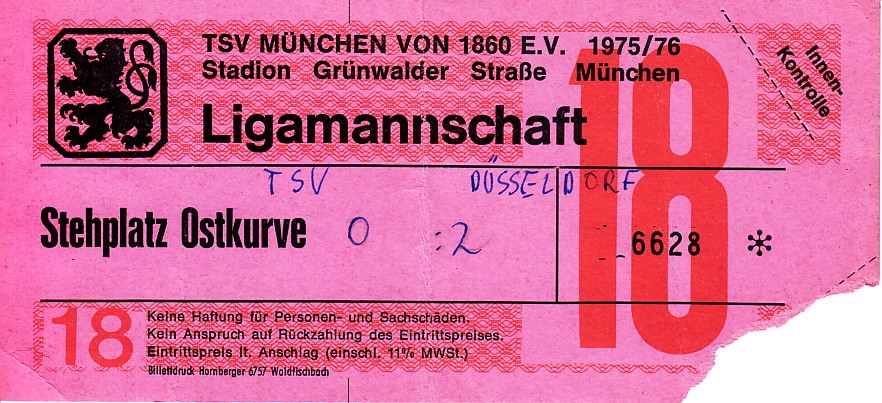 TSV MÜNCHEN VON 1860 E.V. 1975/76
Stadion Grünwalder Straße München
Innen-
Kontrolle
Ligamannschaft
18
TSV DÜSSELDORF
Stehplatz Ostkurve 0 : 2 6628 *
18 Keine Haftung für Personen- und Sachschäden.
Kein Anspruch auf Rückzahlung des Eintrittspreises.
Eintrittspreis lt. Anschlag (einschl. 11% MWSt.)
Billettdruck Hornberger 6757 Waldfischbach